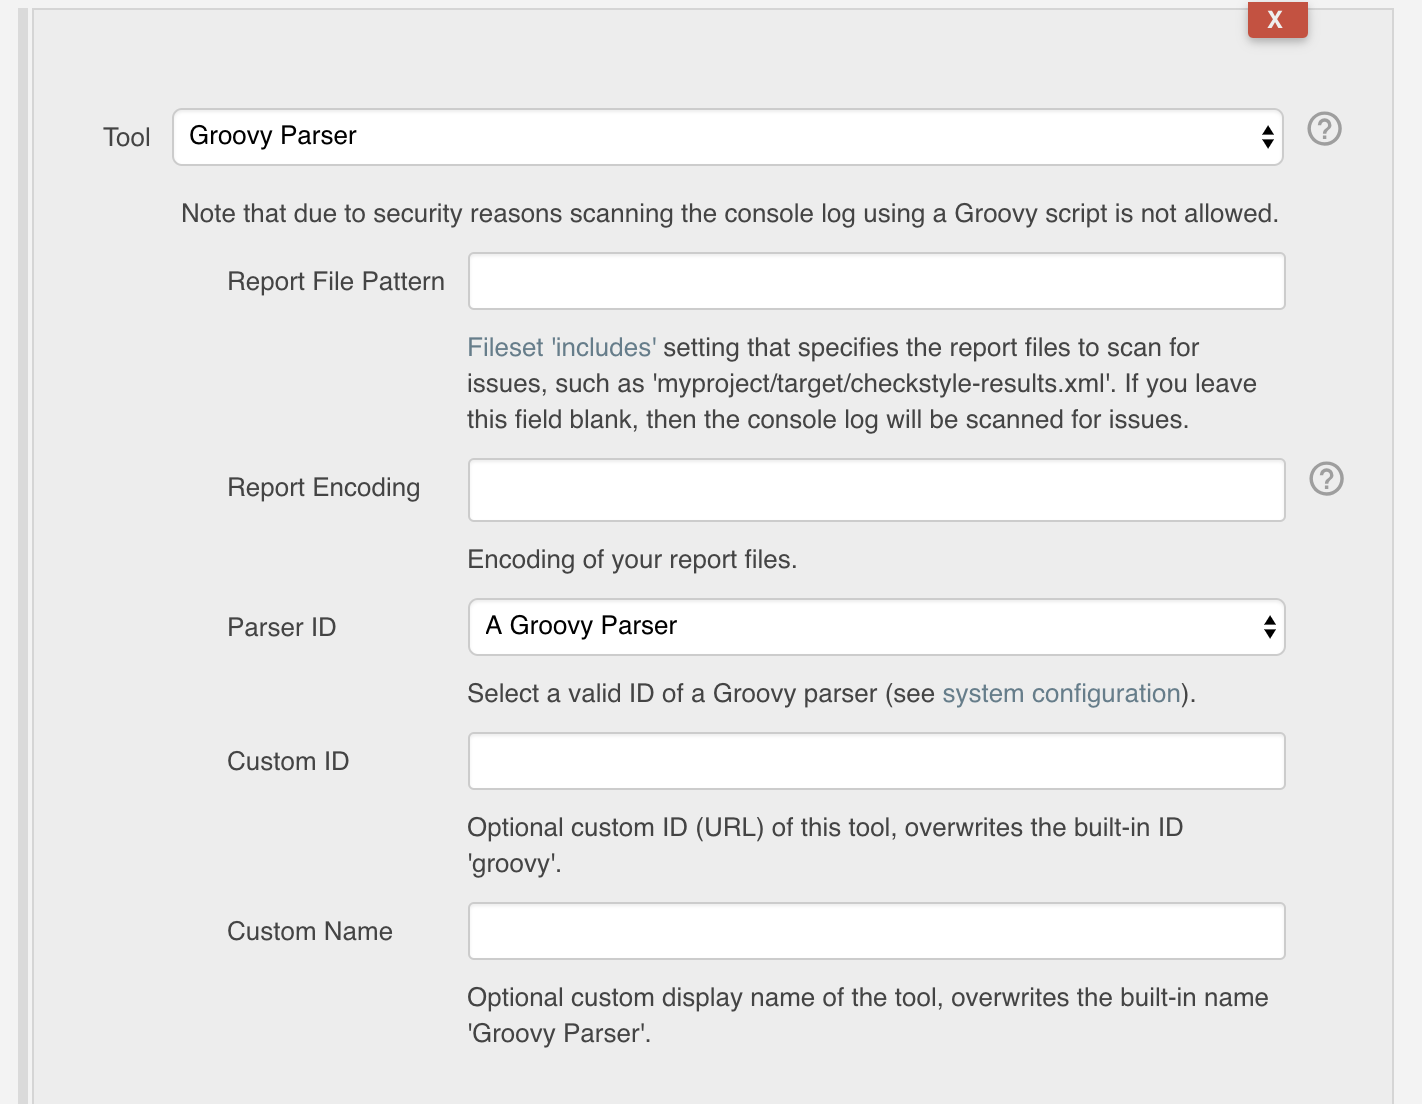 X
Tool
Groovy Parser
Note that due to security reasons scanning the console log using a Groovy script is not allowed.
Report File Pattern
Fileset 'includes' setting that specifies the report files to scan for
issues, such as 'myproject/target/checkstyle-results.xml'. If you leave
this field blank, then the console log will be scanned for issues.
Report Encoding
Encoding of your report files.
Parser ID
A Groovy Parser
Select a valid ID of a Groovy parser (see system configuration).
Custom ID
Optional custom ID (URL) of this tool, overwrites the built-in ID
'groovy'.
Custom Name
Optional custom display name of the tool, overwrites the built-in name
'Groovy Parser'.